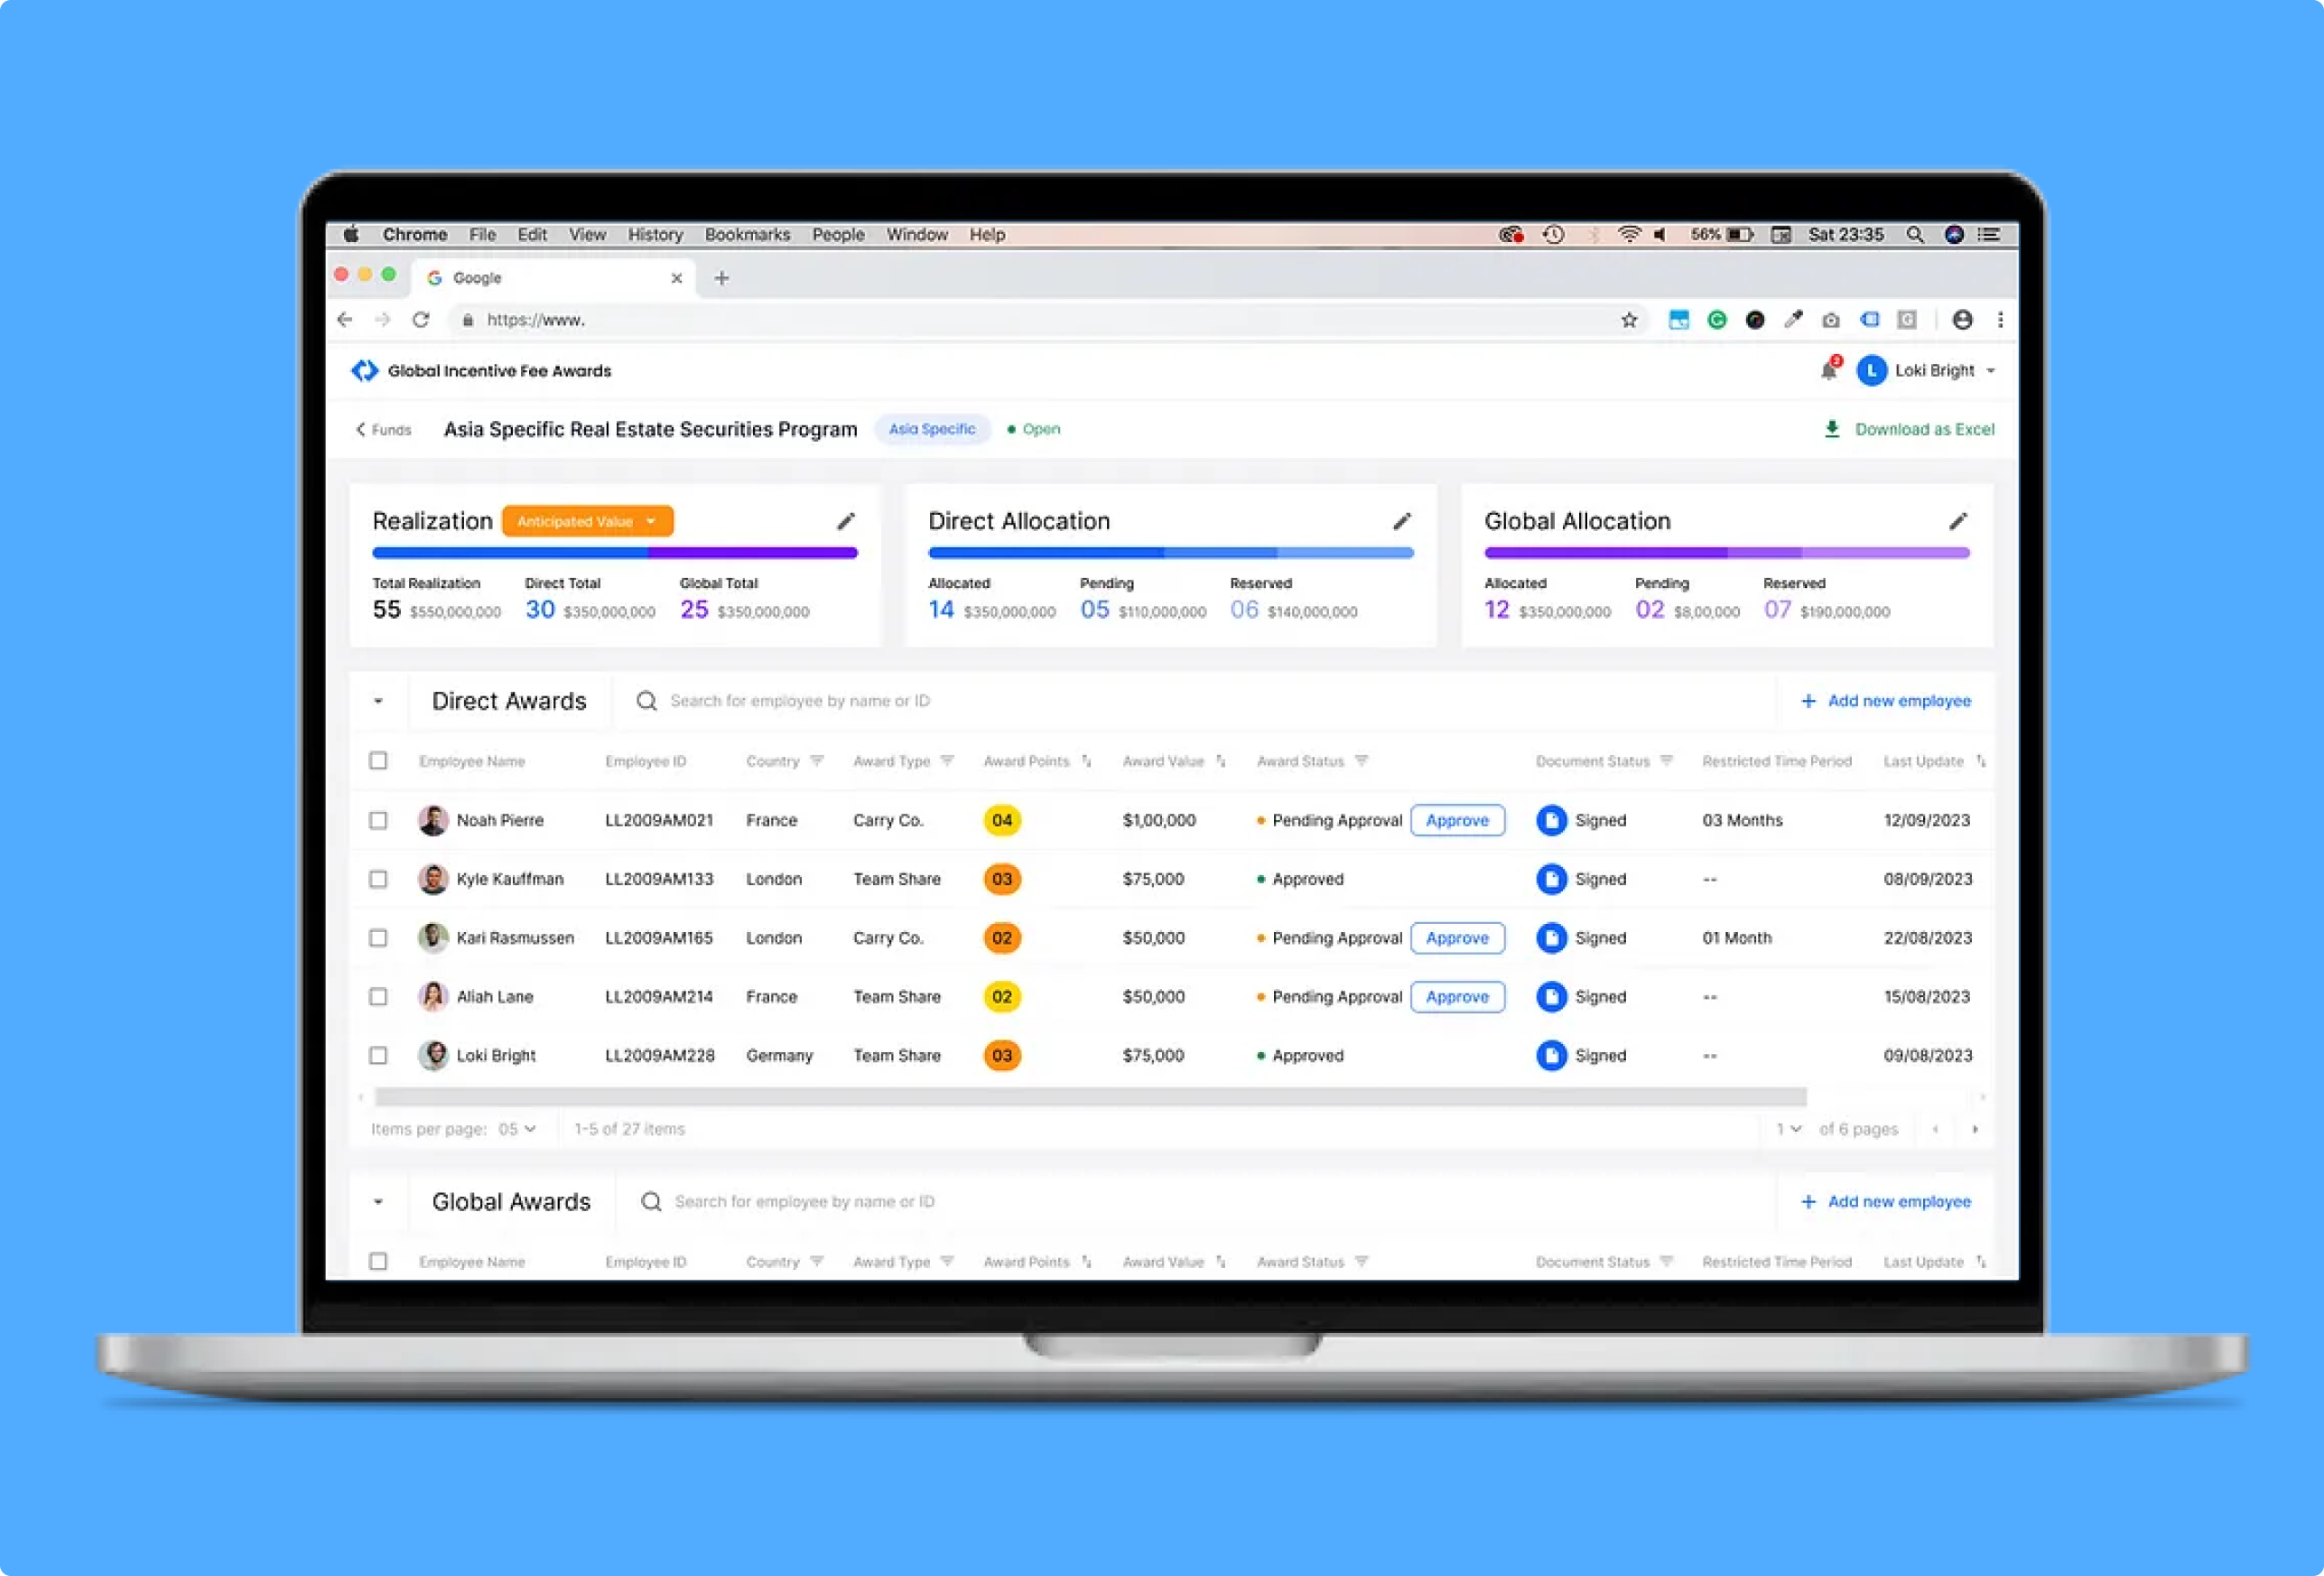 Chrome File Edit View History Bookmarks People Window Help 56% Sat 23:35
Google
https://www.
Global Incentive Fee Awards 2 L Loki Bright
Funds Asia Specific Real Estate Securities Program Asia Specific Open Download as Excel
Realization Anticipated Value
Total Realization Direct Total Global Total
55 $550,000,000 30 $350,000,000 25 $350,000,000
Direct Allocation
Allocated Pending Reserved
14 $350,000,000 05 $110,000,000 06 $140,000,000
Global Allocation
Allocated Pending Reserved
12 $350,000,000 02 $8,00,000 07 $190,000,000
Direct Awards Search for employee by name or ID + Add new employee
Employee Name Employee ID Country Award Type Award Points Award Value Award Status Document Status Restricted Time Period Last Update
Noah Pierre LL2009AM021 France Carry Co. 04 $1,00,000 Pending Approval Approve Signed 03 Months 12/09/2023
Kyle Kauffman LL2009AM133 London Team Share 03 $75,000 Approved Signed -- 08/09/2023
Kari Rasmussen LL2009AM165 London Carry Co. 02 $50,000 Pending Approval Approve Signed 01 Month 22/08/2023
Aliah Lane LL2009AM214 France Team Share 02 $50,000 Pending Approval Approve Signed -- 15/08/2023
Loki Bright LL2009AM228 Germany Team Share 03 $75,000 Approved Signed -- 09/08/2023
Items per page: 05 1-5 of 27 items 1 of 6 pages
Global Awards Search for employee by name or ID + Add new employee
Employee Name Employee ID Country Award Type Award Points Award Value Award Status Document Status Restricted Time Period Last Update